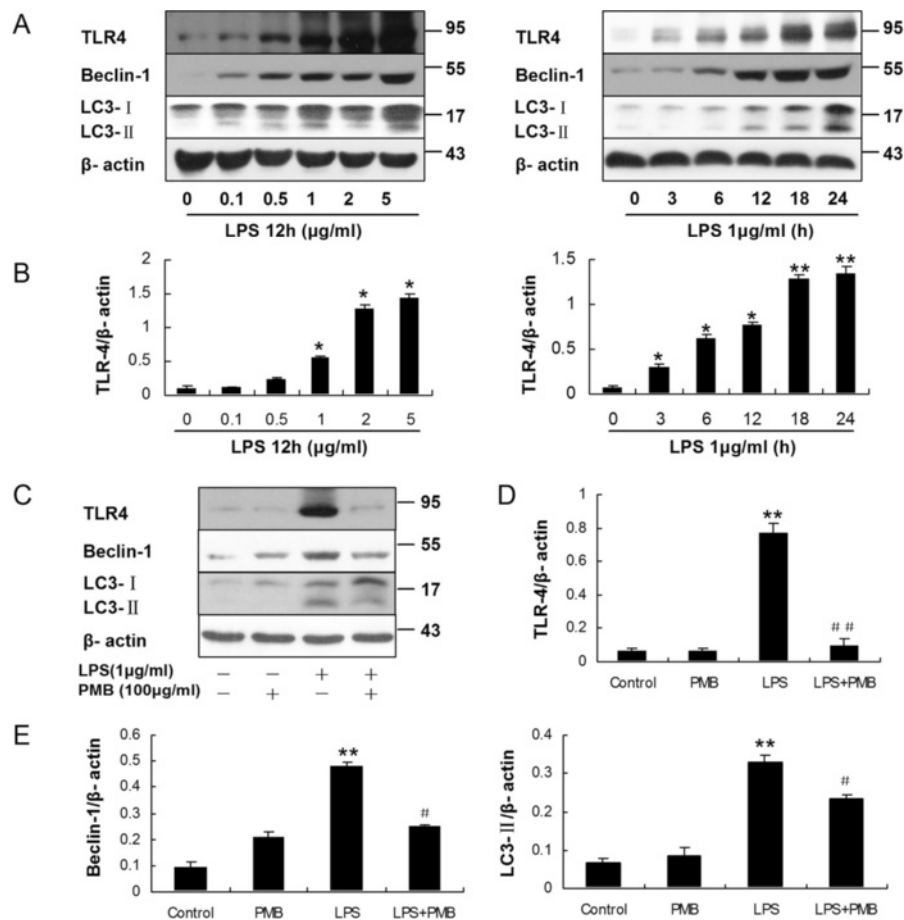 A
TLR4
Beclin-1
LC3- Ⅰ
LC3- Ⅱ
β- actin
95
55
17
43
0 0.1 0.5 1 2 5
LPS 12h (μg/ml)
TLR4
Beclin-1
LC3- Ⅰ
LC3- Ⅱ
β- actin
95
55
17
43
0 3 6 12 18 24
LPS 1μg/ml (h)
B
TLR-4/β- actin
2
1.5
1
0.5
0
* * *
0 0.1 0.5 1 2 5
LPS 12h (μg/ml)
TLR-4/β- actin
1.5
1
0.5
0
* * * ** **
0 3 6 12 18 24
LPS 1μg/ml (h)
C
TLR4
Beclin-1
LC3- Ⅰ
LC3- Ⅱ
β- actin
95
55
17
43
LPS(1μg/ml) − − + +
PMB (100μg/ml) − + − +
D
TLR-4/β- actin
1
0.8
0.6
0.4
0.2
0
**
# #
Control PMB LPS LPS+PMB
E
Beclin-1/β- actin
0.6
0.5
0.4
0.3
0.2
0.1
0
**
#
Control PMB LPS LPS+PMB
LC3-Ⅱ/β- actin
0.4
0.3
0.2
0.1
0
**
#
Control PMB LPS LPS+PMB